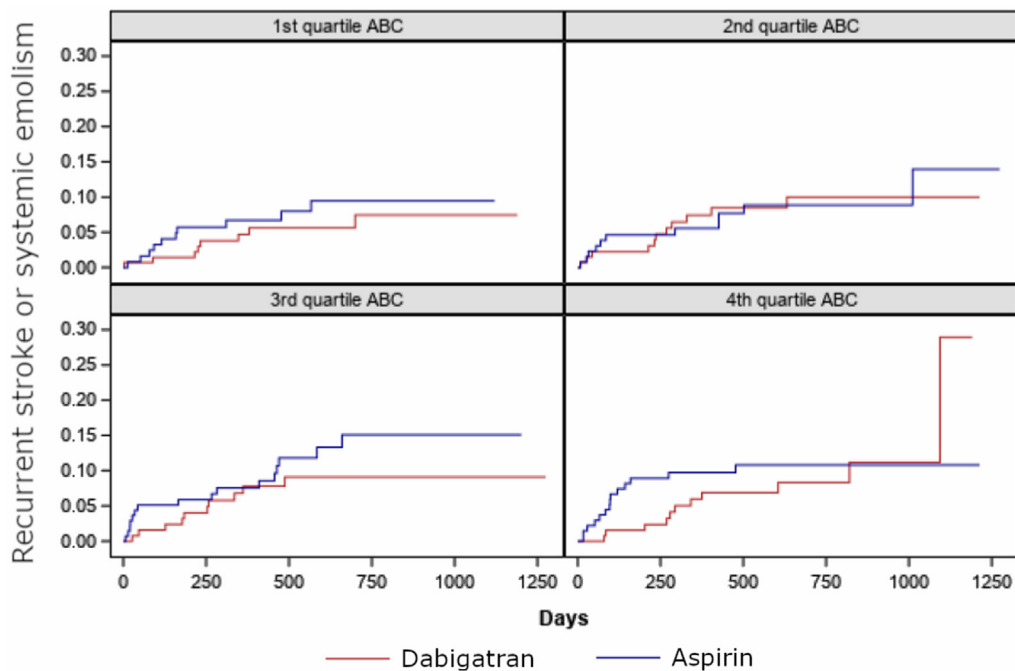 Recurrent stroke or systemic emolism
1st quartile ABC
2nd quartile ABC
0.30
0.25
0.20
0.15
0.10
0.05
0.00
3rd quartile ABC
4th quartile ABC
0.30
0.25
0.20
0.15
0.10
0.05
0.00
0 250 500 750 1000 1250
0 250 500 750 1000 1250
Days
Dabigatran
Aspirin